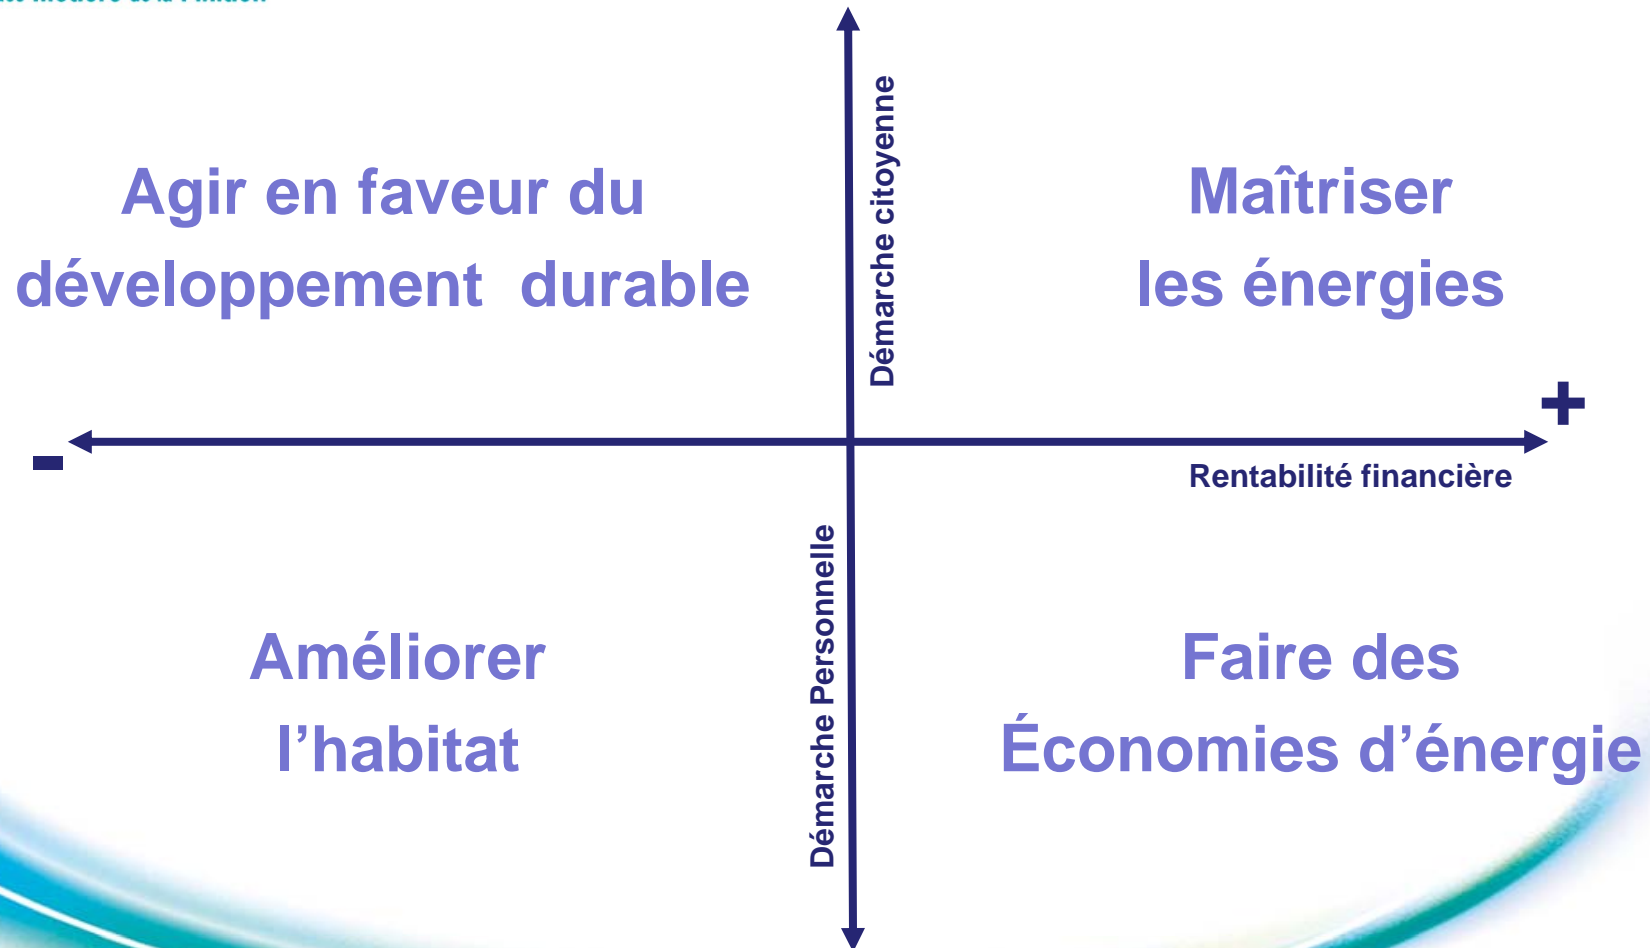 Agir en faveur du
développement durable
Démarche citoyenne
Maîtriser
les énergies
-
+
Rentabilité financière
Améliorer
l’habitat
Démarche Personnelle
Faire des
Économies d’énergie